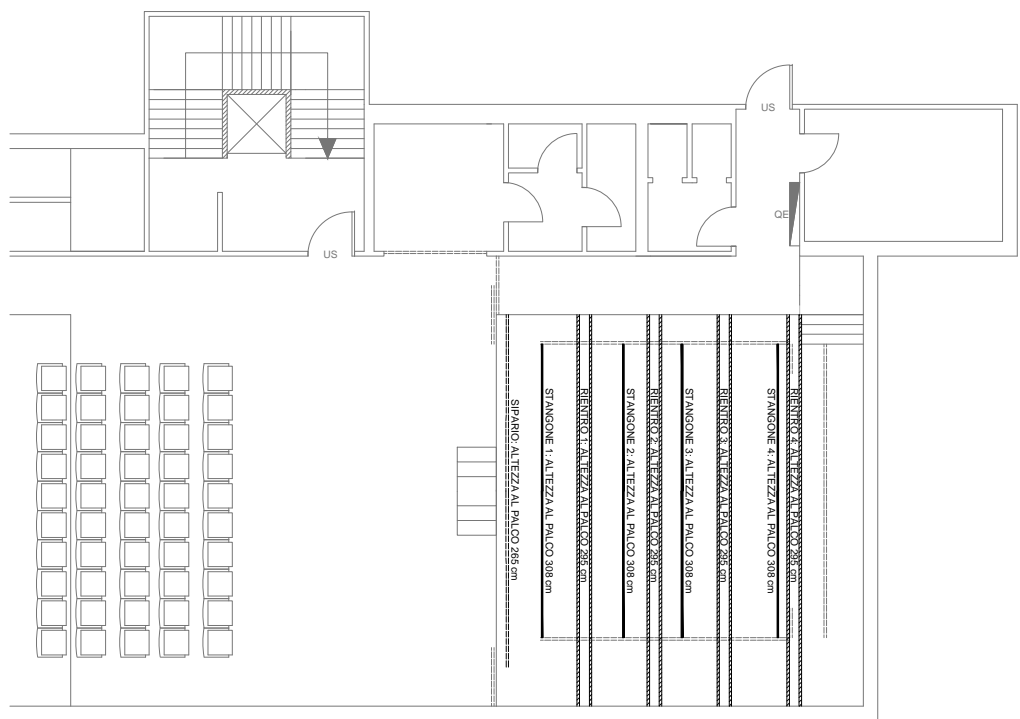 US
QE
US
SIPARIO: ALTEZZA AL PALCO 265 cm
STANGONE 1: ALTEZZA AL PALCO 308 cm
RIENTRO 1: ALTEZZA AL PALCO 295 cm
STANGONE 2: ALTEZZA AL PALCO 308 cm
RIENTRO 2: ALTEZZA AL PALCO 295 cm
STANGONE 3: ALTEZZA AL PALCO 308 cm
RIENTRO 3: ALTEZZA AL PALCO 295 cm
STANGONE 4: ALTEZZA AL PALCO 308 cm
RIENTRO 4: ALTEZZA AL PALCO 295 cm